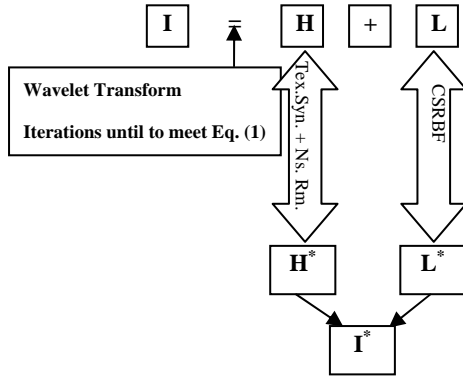 I = H + L
Wavelet Transform
Iterations until to meet Eq. (1)
Tex.Syn. + Ns. Rm.
CSRBF
H* L*
I*